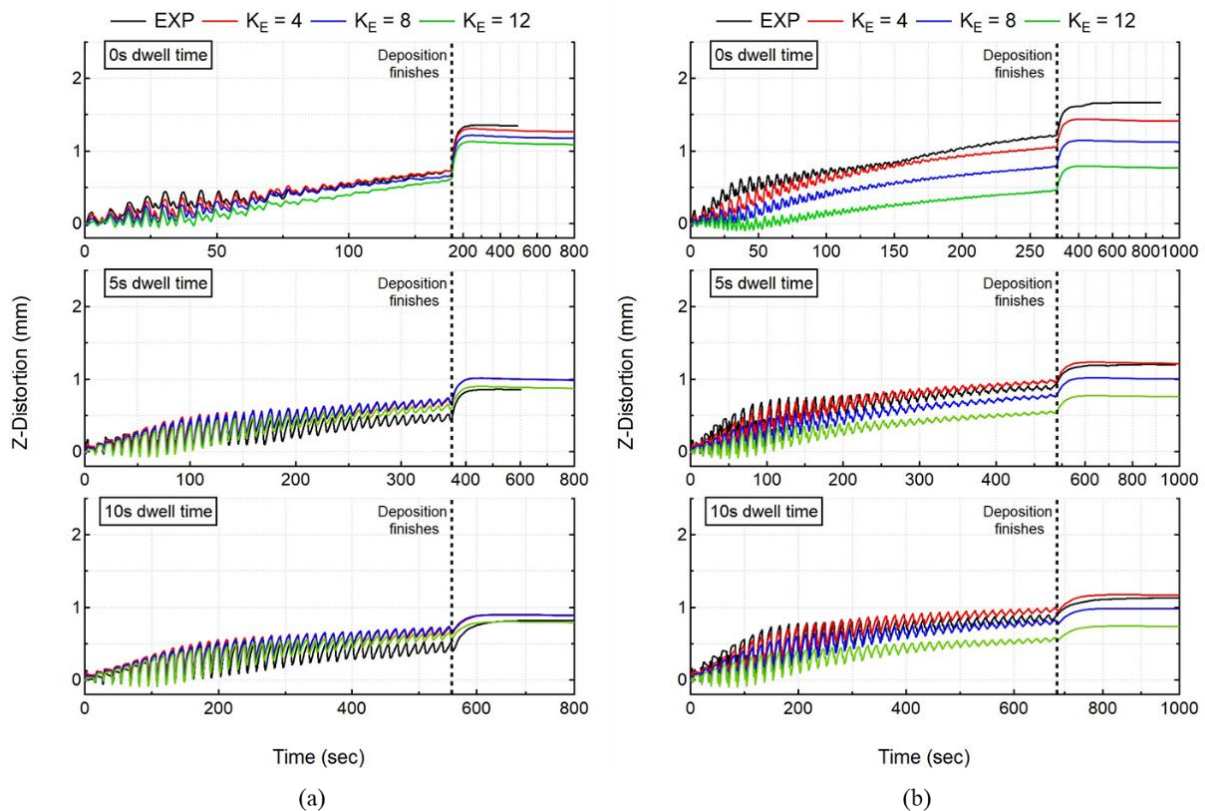 EXP K_E = 4 K_E = 8 K_E = 12
0s dwell time
Deposition
finishes
2
1
0
0 50 100 200 400 600 800
5s dwell time
Deposition
finishes
2
1
0
0 100 200 300 400 600 800
10s dwell time
Deposition
finishes
2
1
0
0 200 400 600 800
Z-Distortion (mm)
Time (sec)
(a)
EXP K_E = 4 K_E = 8 K_E = 12
0s dwell time
Deposition
finishes
2
1
0
0 50 100 150 200 250 400 600 800 1000
5s dwell time
Deposition
finishes
2
1
0
0 100 200 300 400 600 800 1000
10s dwell time
Deposition
finishes
2
1
0
0 200 400 600 800 1000
Z-Distortion (mm)
Time (sec)
(b)